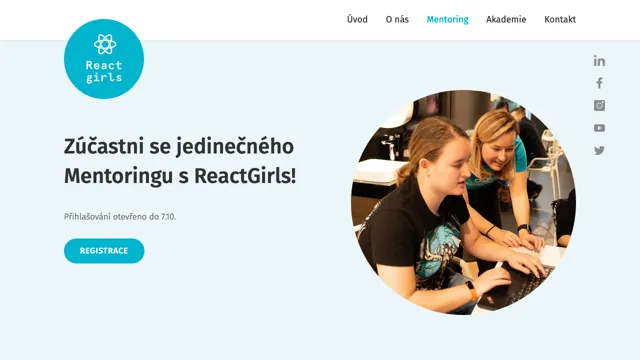 Úvod
O nás
Mentoring
Akademie
Kontakt
React
girls
Zúčastni se jedinečného
Mentoringu s ReactGirls!
Přihlašování otevřeno do 7.10.
REGISTRACE